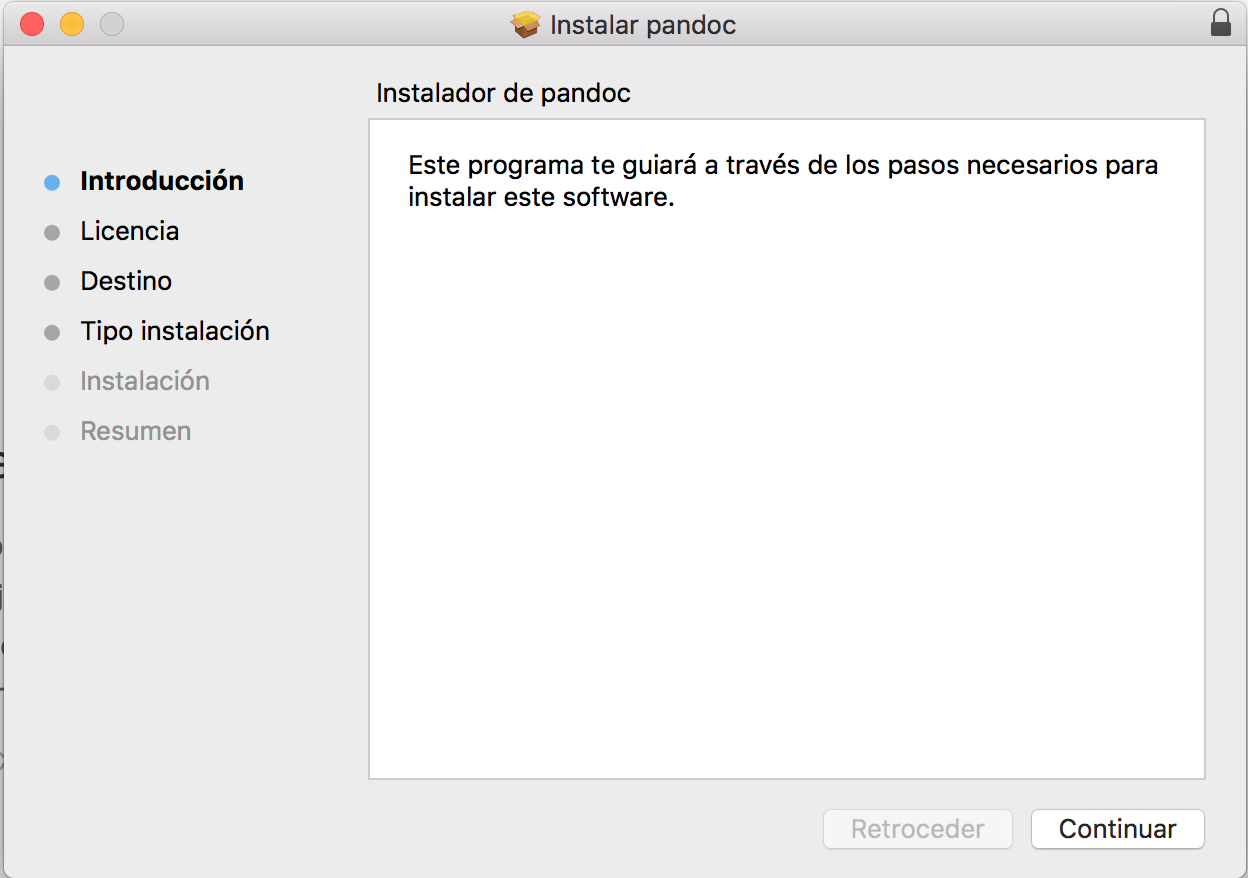 Instalar pandoc
Instalador de pandoc
Introducción
Licencia
Destino
Tipo instalación
Instalación
Resumen
Este programa te guiará a través de los pasos necesarios para
instalar este software.
Retroceder
Continuar